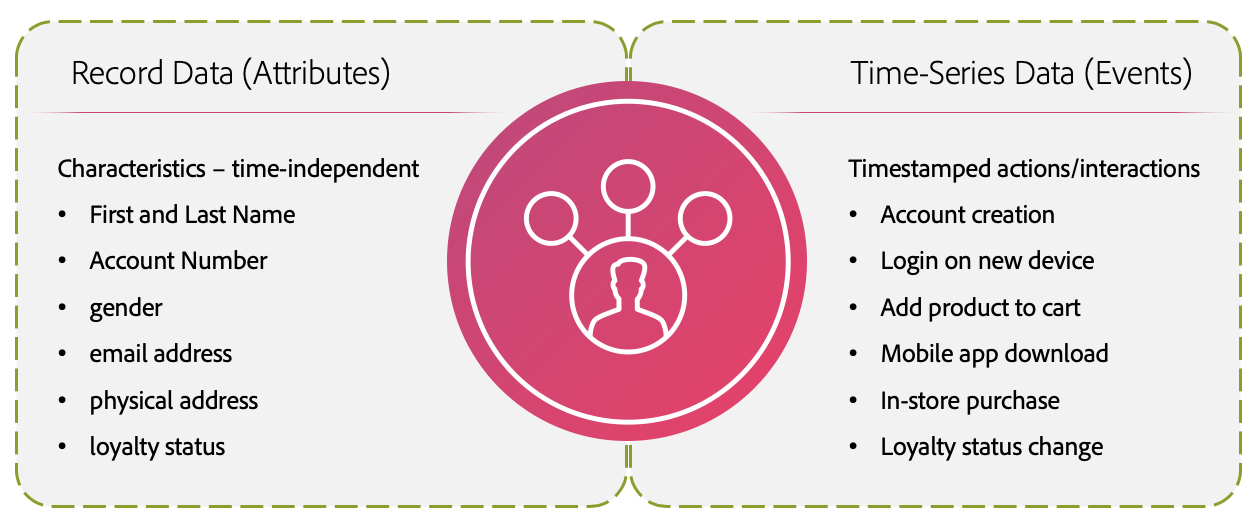 Record Data (Attributes)
Characteristics – time-independent
• First and Last Name
• Account Number
• gender
• email address
• physical address
• loyalty status
Time-Series Data (Events)
Timestamped actions/interactions
• Account creation
• Login on new device
• Add product to cart
• Mobile app download
• In-store purchase
• Loyalty status change